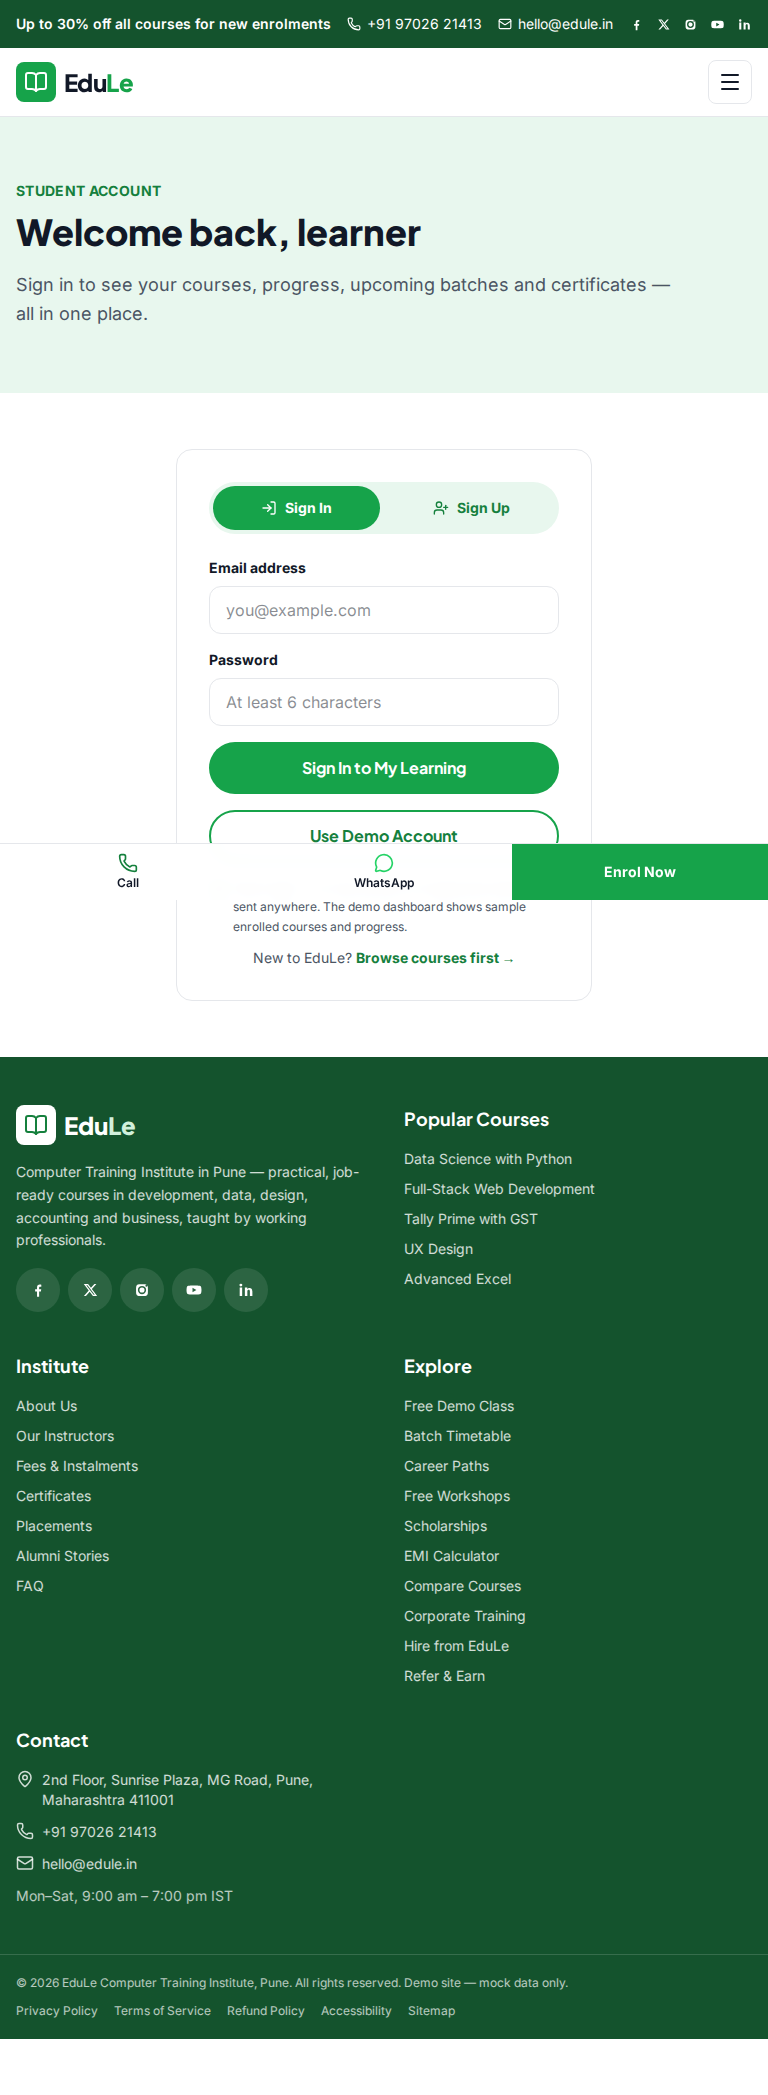 Up to 30% off all courses for new enrolments
+91 97026 21413
hello@edule.in
EduLe
STUDENT ACCOUNT
Welcome back, learner
Sign in to see your courses, progress, upcoming batches and certificates —
all in one place.
Sign In
Sign Up
Email address
you@example.com
Password
At least 6 characters
Sign In to My Learning
Use Demo Account
Call
WhatsApp
Enrol Now
sent anywhere. The demo dashboard shows sample
enrolled courses and progress.
New to EduLe? Browse courses first →
EduLe
Computer Training Institute in Pune — practical, job-
ready courses in development, data, design,
accounting and business, taught by working
professionals.
Popular Courses
Data Science with Python
Full-Stack Web Development
Tally Prime with GST
UX Design
Advanced Excel
Institute
About Us
Our Instructors
Fees & Instalments
Certificates
Placements
Alumni Stories
FAQ
Explore
Free Demo Class
Batch Timetable
Career Paths
Free Workshops
Scholarships
EMI Calculator
Compare Courses
Corporate Training
Hire from EduLe
Refer & Earn
Contact
2nd Floor, Sunrise Plaza, MG Road, Pune,
Maharashtra 411001
+91 97026 21413
hello@edule.in
Mon–Sat, 9:00 am – 7:00 pm IST
© 2026 EduLe Computer Training Institute, Pune. All rights reserved. Demo site — mock data only.
Privacy Policy
Terms of Service
Refund Policy
Accessibility
Sitemap